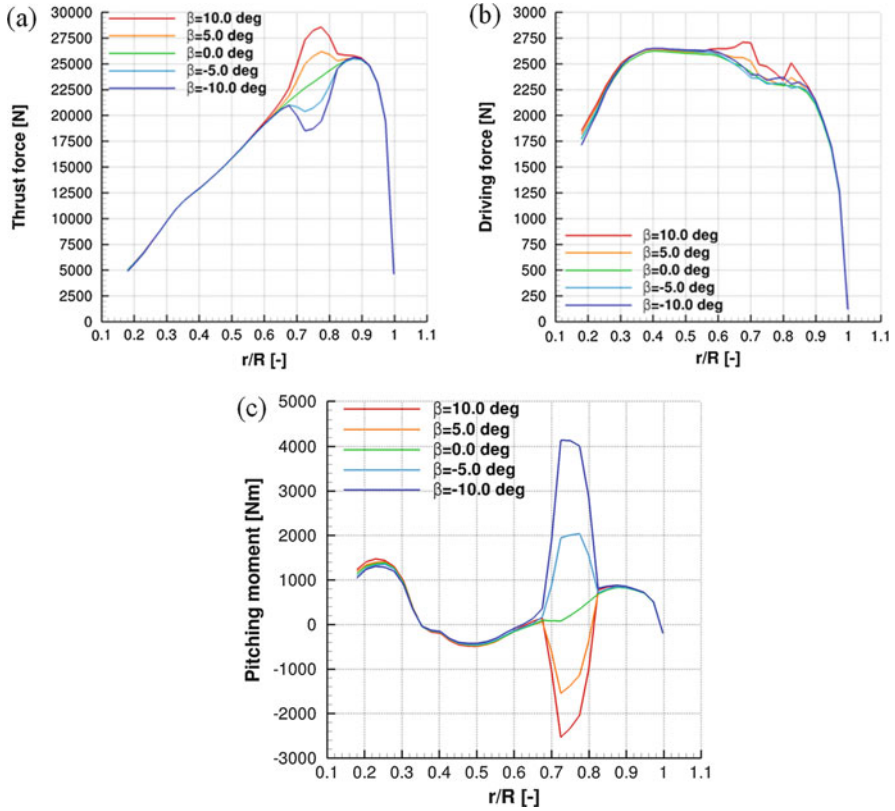 (a)
30000
27500
25000
22500
20000
17500
15000
12500
10000
7500
5000
2500
0
Thrust force [N]
β=10.0 deg
β=5.0 deg
β=0.0 deg
β=-5.0 deg
β=-10.0 deg
0.1 0.2 0.3 0.4 0.5 0.6 0.7 0.8 0.9 1 1.1
r/R [-]
(b)
3000
2750
2500
2250
2000
1750
1500
1250
1000
750
500
250
0
Driving force [N]
β=10.0 deg
β=5.0 deg
β=0.0 deg
β=-5.0 deg
β=-10.0 deg
0.1 0.2 0.3 0.4 0.5 0.6 0.7 0.8 0.9 1 1.1
r/R [-]
(c)
5000
4000
3000
2000
1000
0
-1000
-2000
-3000
Pitching moment [Nm]
β=10.0 deg
β=5.0 deg
β=0.0 deg
β=-5.0 deg
β=-10.0 deg
0.1 0.2 0.3 0.4 0.5 0.6 0.7 0.8 0.9 1 1.1
r/R [-]